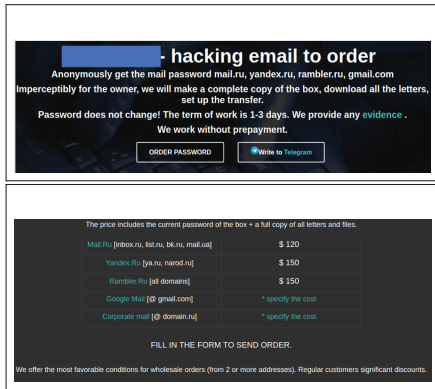 - hacking email to order
Anonymously get the mail password mail.ru, yandex.ru, rambler.ru, gmail.com
Imperceptibly for the owner, we will make a complete copy of the box, download all the letters,
set up the transfer.
Password does not change! The term of work is 1-3 days. We provide any evidence .
We work without prepayment.
ORDER PASSWORD
Write to Telegram
The price includes the current password of the box + a full copy of all letters and files.
Mail.Ru [inbox.ru, list.ru, bk.ru, mail.ua] $ 120
Yandex.Ru [ya.ru, narod.ru] $ 150
Rambler.Ru [all domains] $ 150
Google Mail [@ gmail.com] * specify the cost
Corporate mail [@ domain.ru] * specify the cost
FILL IN THE FORM TO SEND ORDER.
We offer the most favorable conditions for wholesale orders (from 2 or more addresses). Regular customers significant discounts.